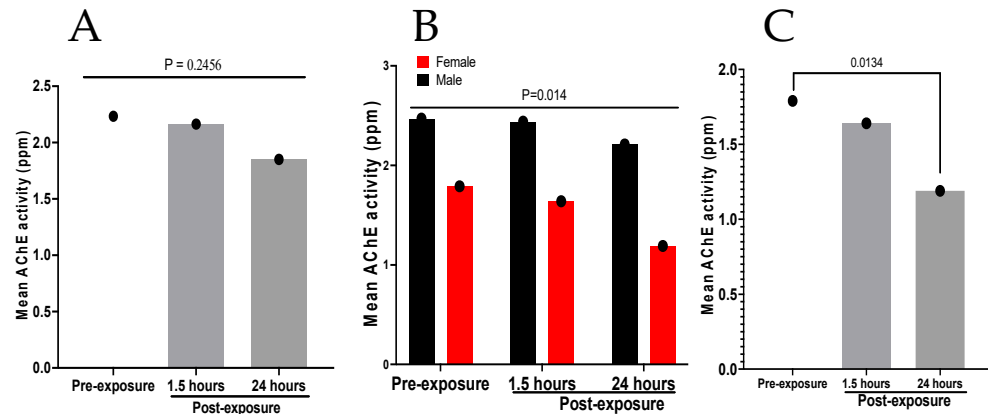 A
P = 0.2456
Mean AChE activity (ppm)
2.5
2.0
1.5
1.0
0.5
0.0
Pre-exposure 1.5 hours 24 hours
Post-exposure
B
Female
Male
P=0.014
Mean AChE activity (ppm)
3
2
1
0
Pre-exposure 1.5 hours 24 hours
Post-exposure
C
0.0134
Mean AChE activity (ppm)
2.0
1.5
1.0
0.5
0.0
Pre-exposure 1.5 hours 24 hours
Post-exposure